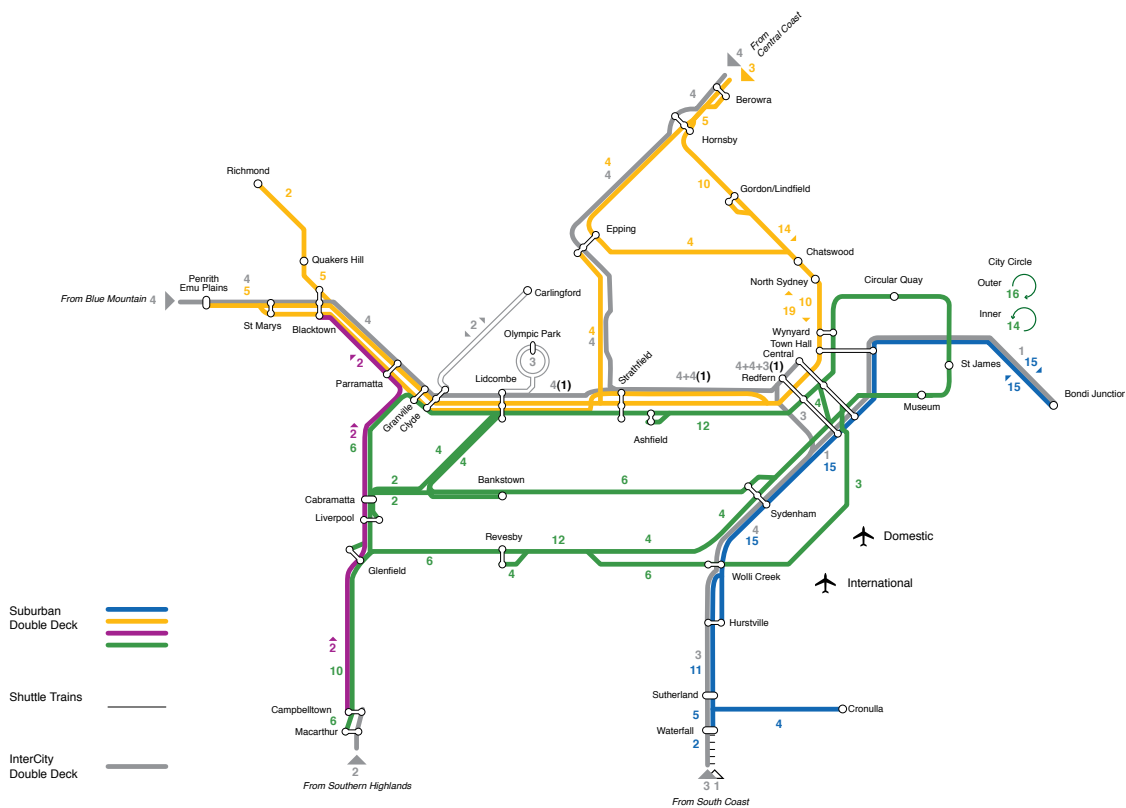 From
Central Coast
4
3
4
Berowra
5
Hornsby
Richmond
4
4
2
10
Gordon/Lindfield
Epping
14
4
Chatswood
Quakers Hill
City Circle
Penrith
Emu Plains
4
5
5
North Sydney
Circular Quay
Outer
16
From Blue Mountain 4
Carlingford
10
19
Inner
14
St Marys
Blacktown
4
2
Olympic Park
4
4
Wynyard
Town Hall
Central
2
3
Strathfield
4+4+3(1)
1
15
St James
Parramatta
Lidcombe
4(1)
4+4(1)
Redfern
15
Bondi Junctior
Granville
Clyde
4
Museum
Ashfield
12
3
2
6
4
4
1
15
2
Bankstown
6
3
Cabramatta
2
Liverpool
4
Sydenham
4
15
Domestic
Revesby
12
4
6
Glenfield
4
6
Wolli Creek
International
Suburban
Double Deck
Hurstville
2
10
3
11
Shuttle Trains
Sutherland
Campbelltown
5
4
Cronulla
6
Macarthur
Waterfall
2
InterCity
Double Deck
2
3 1
From Southern Highlands
From South Coast